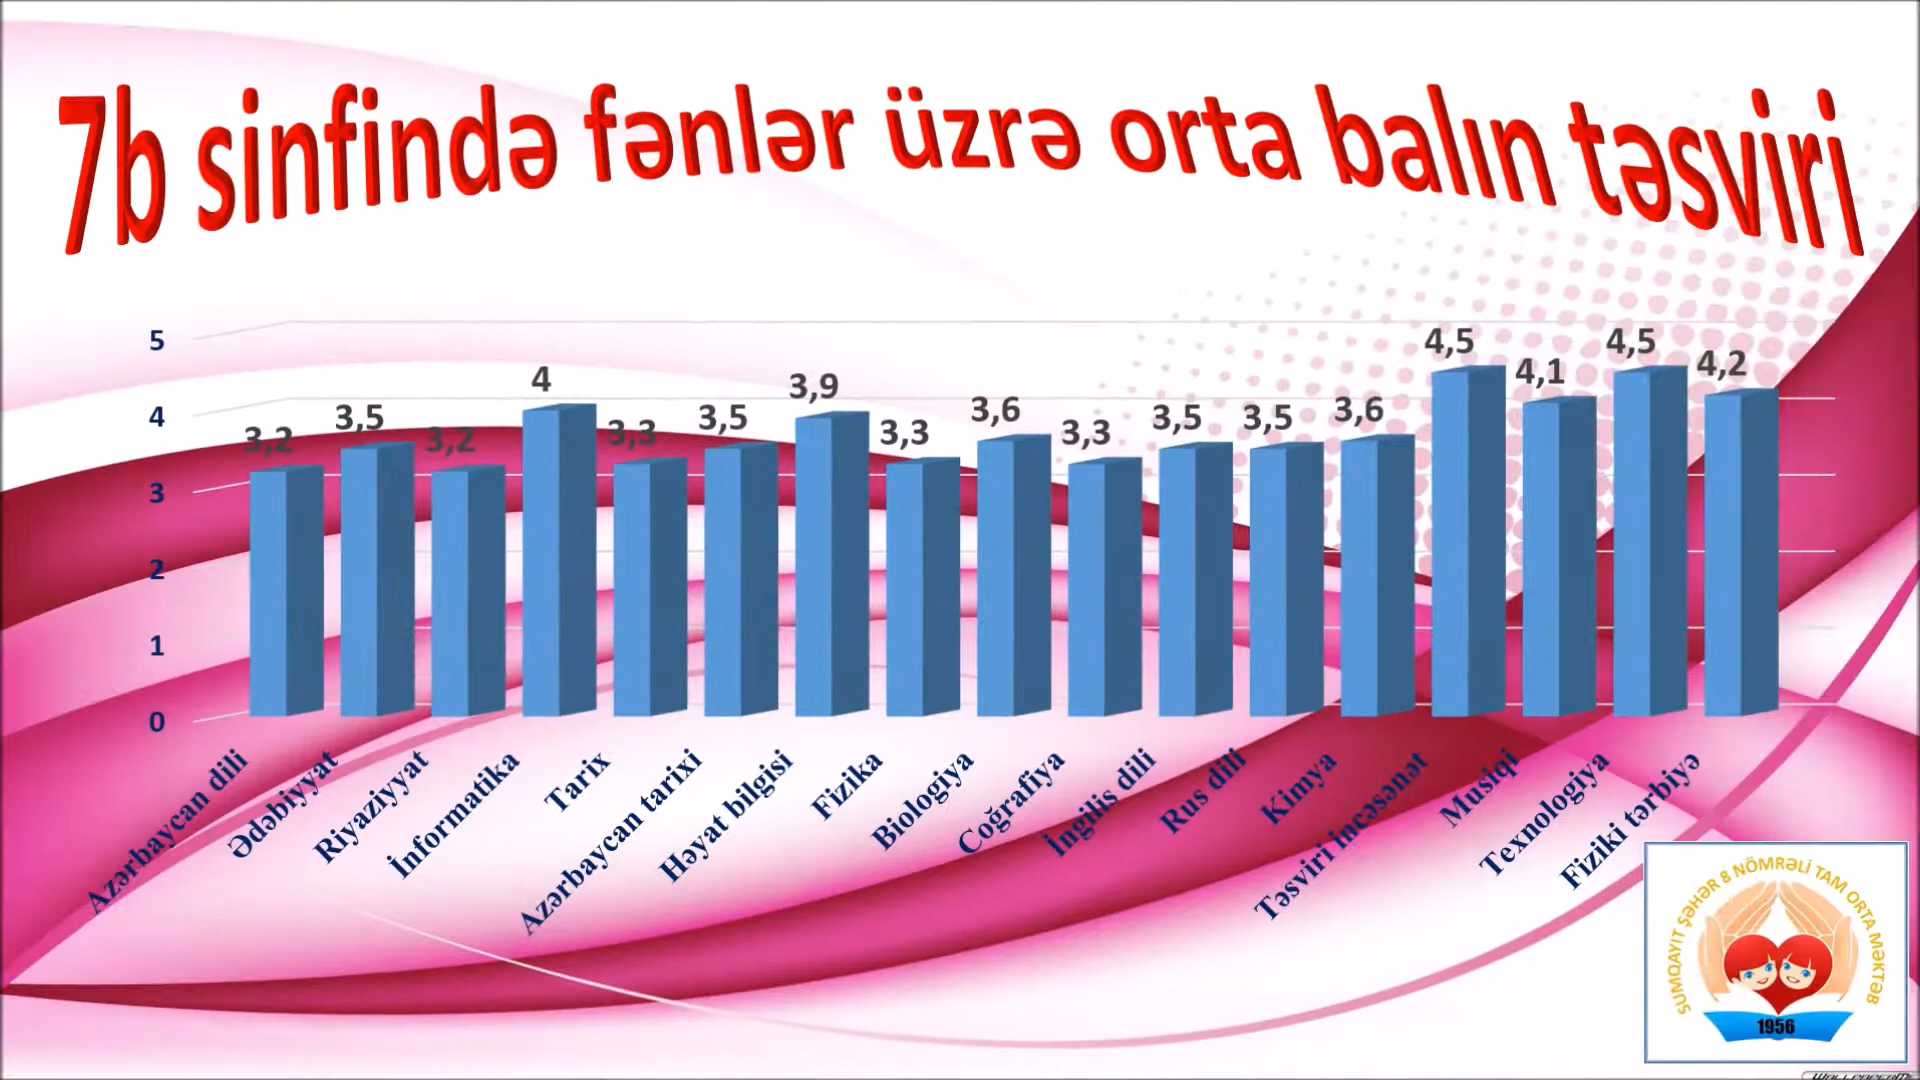 7b sinfində fənlər üzrə orta balın təsviri
5
4
3
2
1
0
3,2
3,5
3,2
4
3,3
3,5
3,9
3,3
3,6
3,3
3,5
3,5
3,6
4,5
4,1
4,5
4,2
Azərbaycan dili
Ədəbiyyat
Riyaziyyat
İnformatika
Tarix
Azərbaycan tarixi
Həyat bilgisi
Fizika
Biologiya
Coğrafiya
İngilis dili
Rus dili
Kimya
Təsviri incəsənət
Musiqi
Texnologiya
Fiziki tərbiyə
SUMQAYIT ŞƏHƏR 8 NÖMRƏLİ TAM ORTA MƏKTƏB
1956